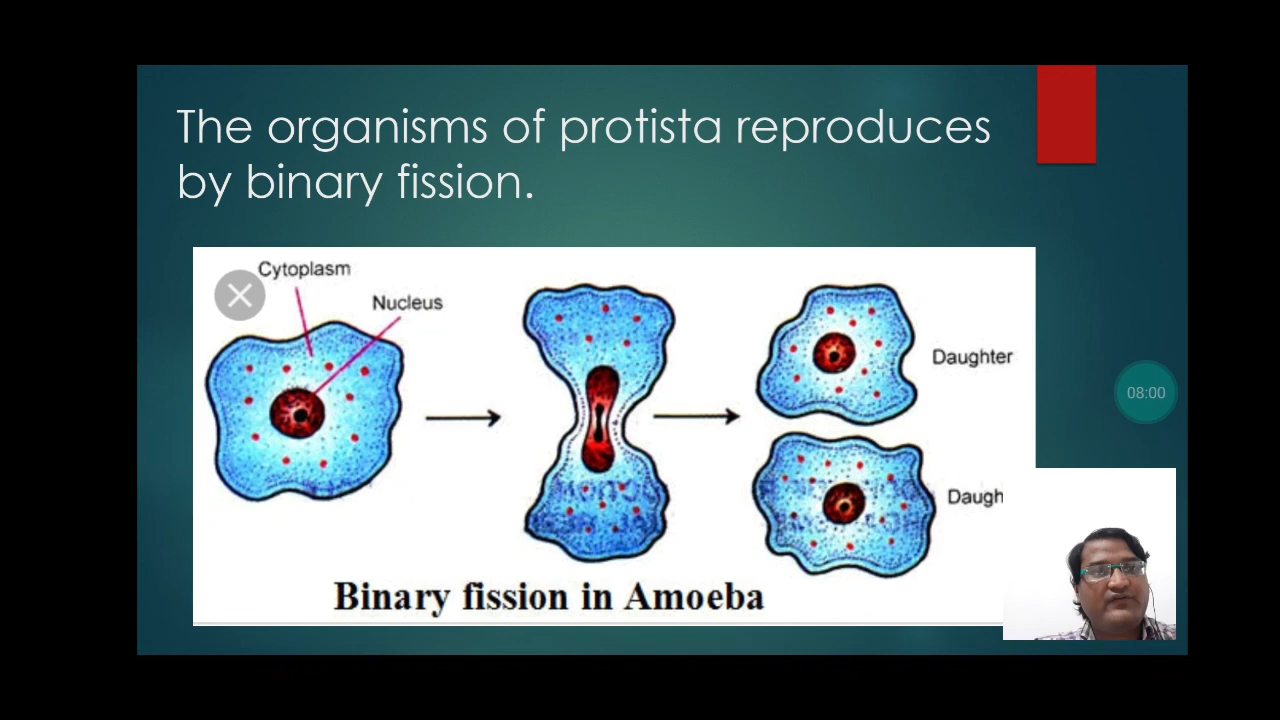 The organisms of protista reproduces
by binary fission.
Cytoplasm
Nucleus
Daughter
Daugh
Binary fission in Amoeba
08:00